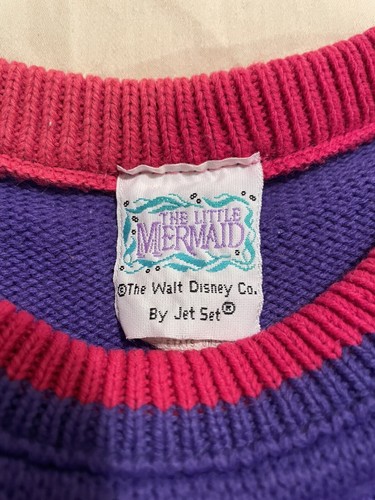 THE LITTLE
MERMAID
©The Walt Disney Co.
By Jet Set®